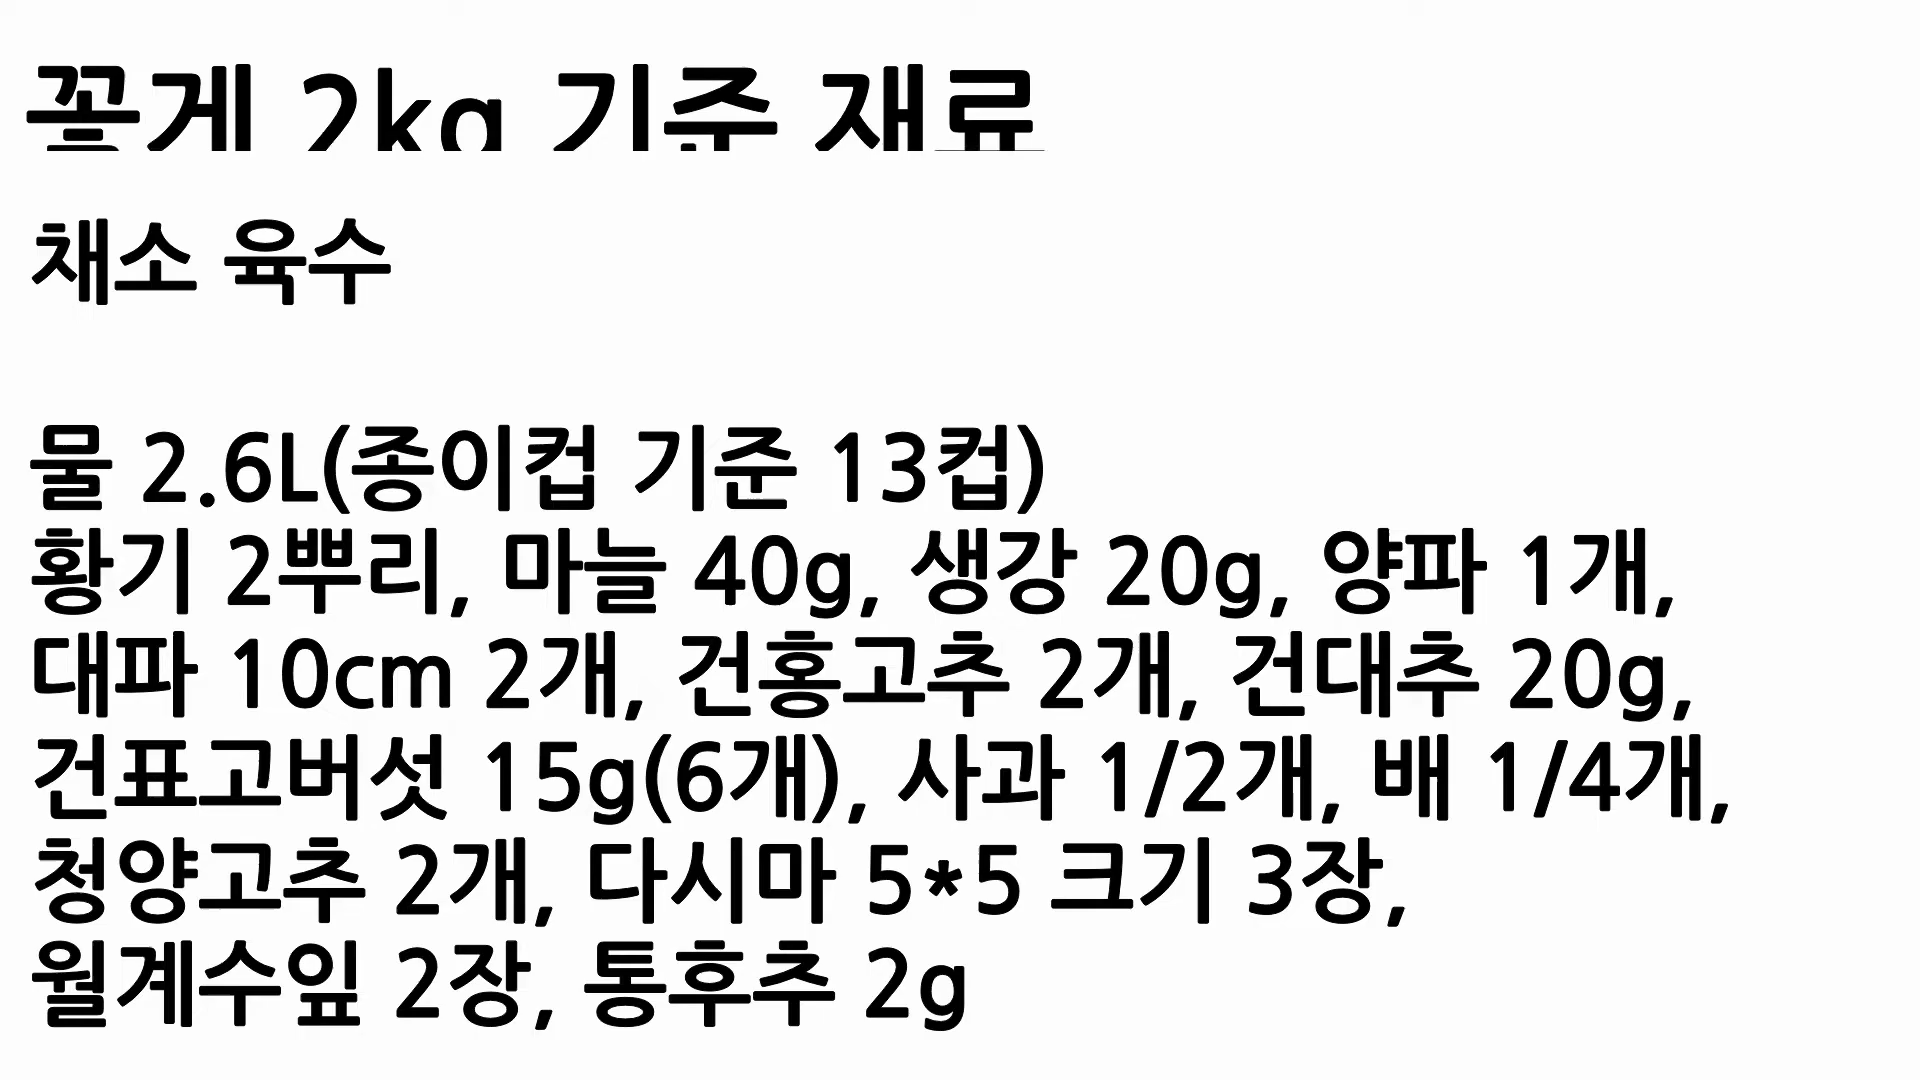 꽃게 2kg 기준 재료
채소 육수
물 2.6L(종이컵 기준 13컵)
황기 2뿌리, 마늘 40g, 생강 20g, 양파 1개,
대파 10cm 2개, 건홍고추 2개, 건대추 20g,
건표고버섯 15g(6개), 사과 1/2개, 배 1/4개,
청양고추 2개, 다시마 5*5 크기 3장,
월계수잎 2장, 통후추 2g